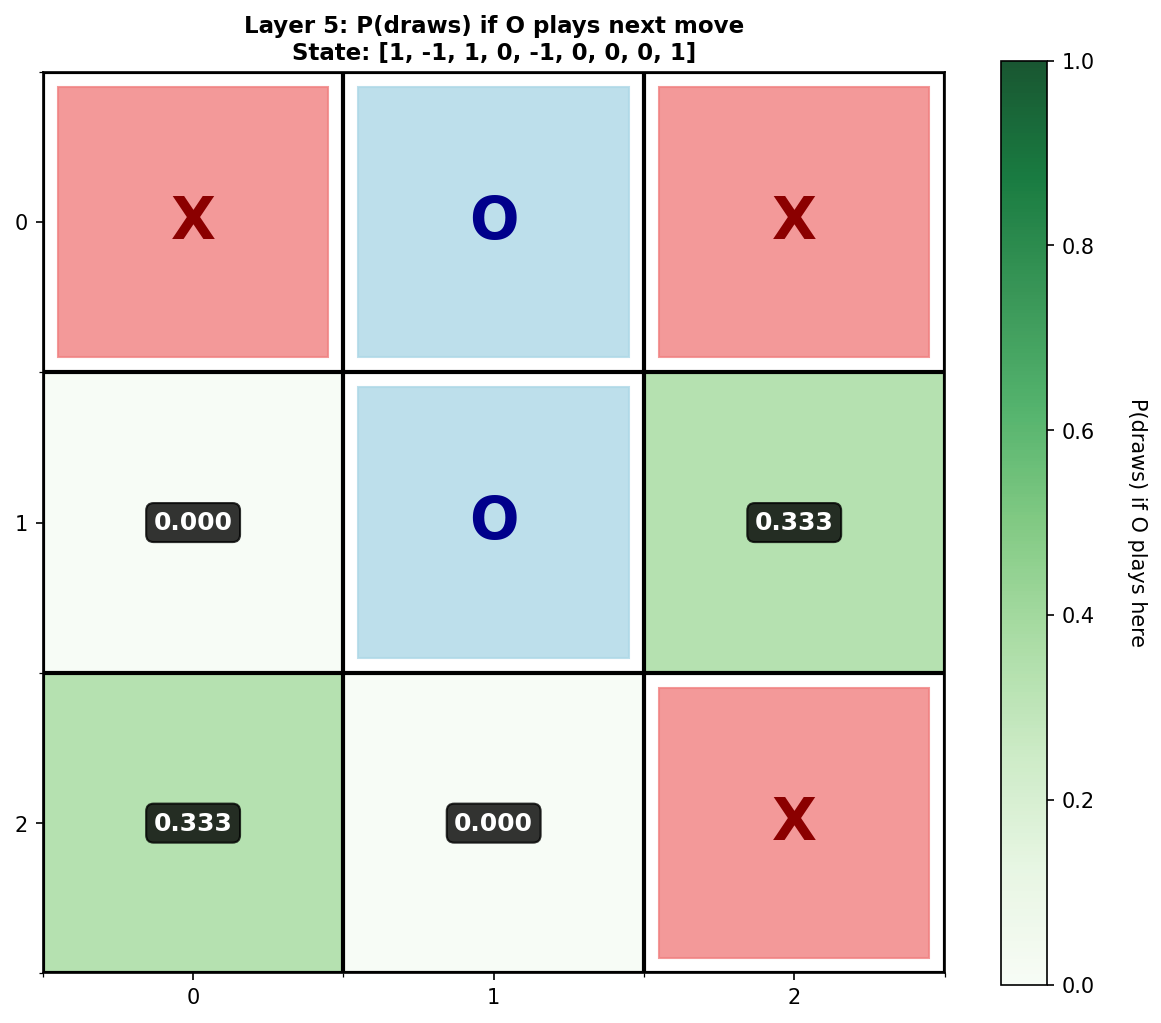 Layer 5: P(draws) if O plays next move
State: [1, -1, 1, 0, -1, 0, 0, 0, 1]
X O X
0
0.000 O 0.333
1
0.333 0.000 X
2
0 1 2
1.0
0.8
0.6
0.4
0.2
0.0
P(draws) if O plays here